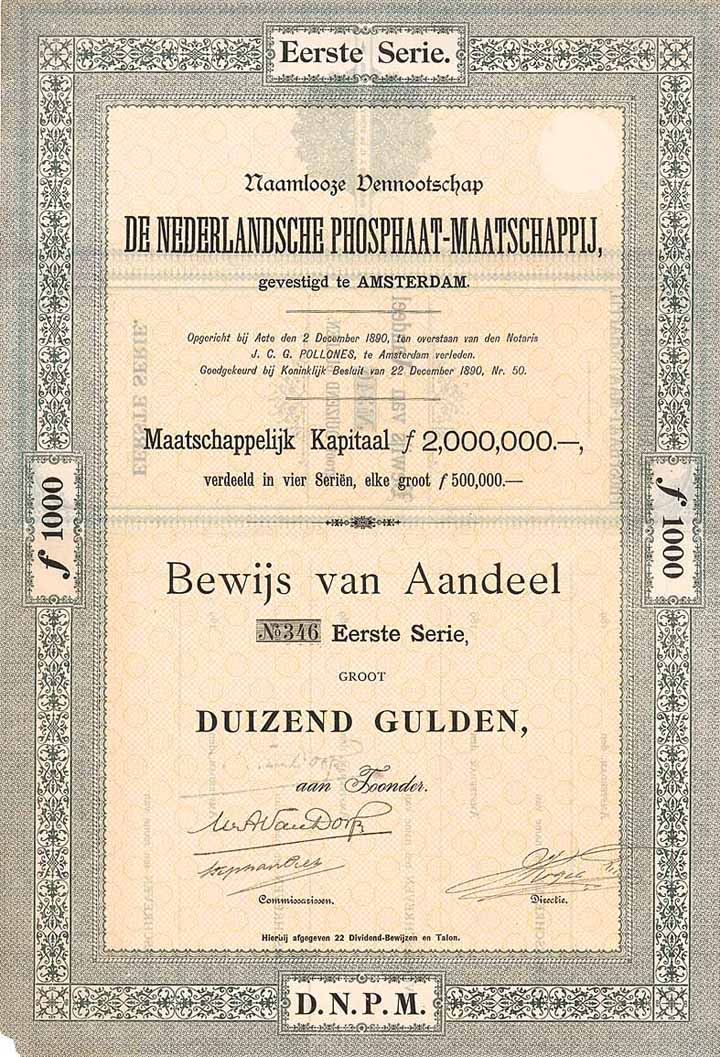 Eerste Serie.
Naamlooze Vennootschap
DE NEDERLANDSCHE PHOSPHAAT-MAATSCHAPPIJ,
gevestigd te AMSTERDAM.
Opgericht bij Acte den 2 December 1890, ten overstaan van den Notaris
J. C. G. POLLONES, te Amsterdam verleden.
Goedgekeurd bij Koninklijk Besluit van 22 December 1890, Nr. 50.
Maatschappelijk Kapitaal f 2,000,000.—,
verdeeld in vier Seriën, elke groot f 500,000.—
f 1000
f 1000
Bewijs van Aandeel
No 346 Eerste Serie,
GROOT
DUIZEND GULDEN,
aan Toonder.
Commissarissen.
Directie.
Hierbij afgegeven 22 Dividend-Bewijzen en Talon.
D.N.P.M.